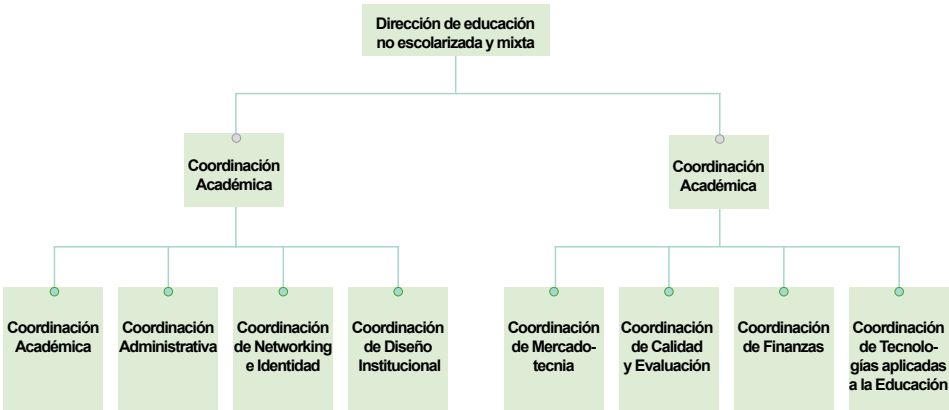 Dirección de educación
no escolarizada y mixta
Coordinación
Académica
Coordinación
Académica
Coordinación
Académica
Coordinación
Administrativa
Coordinación
de Networking
e Identidad
Coordinación
de Diseño
Institucional
Coordinación
de Mercado-
tecnia
Coordinación
de Calidad
y Evaluación
Coordinación
de Finanzas
Coordinación
de Tecnolo-
gías aplicadas
a la Educación